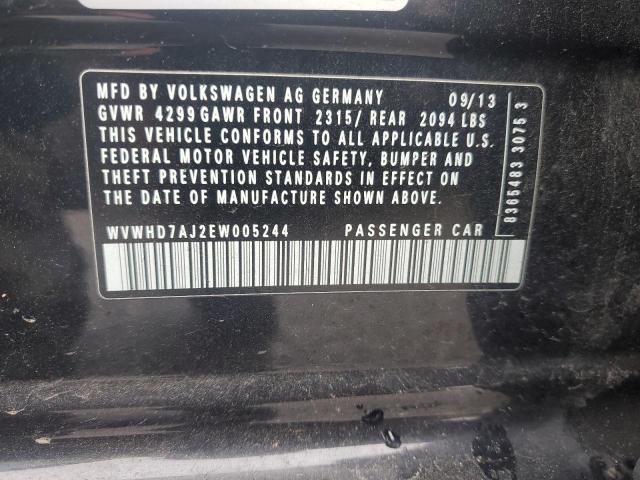 MFD BY VOLKSWAGEN AG GERMANY 09/13
GVWR 4299 GAWR FRONT 2315/ REAR 2094 LBS
THIS VEHICLE CONFORMS TO ALL APPLICABLE U.S.
FEDERAL MOTOR VEHICLE SAFETY, BUMPER AND
THEFT PREVENTION STANDARDS IN EFFECT ON
THE DATE OF MANUFACTURE SHOWN ABOVE.
WVWHD7AJ2EW005244 PASSENGER CAR
8365483 3075 3